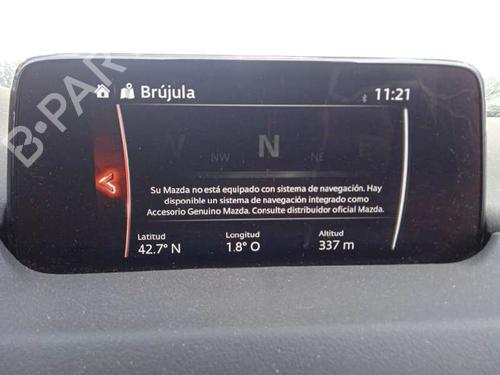 B-PARTS
Brújula
11:21
V
N
E
NW
NE
Su Mazda no está equipado con sistema de navegación. Hay
disponible un sistema de navegación integrado como
Accesorio Genuino Mazda. Consulte distribuidor oficial Mazda.
Latitud
Longitud
Altitud
42.7° N
1.8° O
337 m